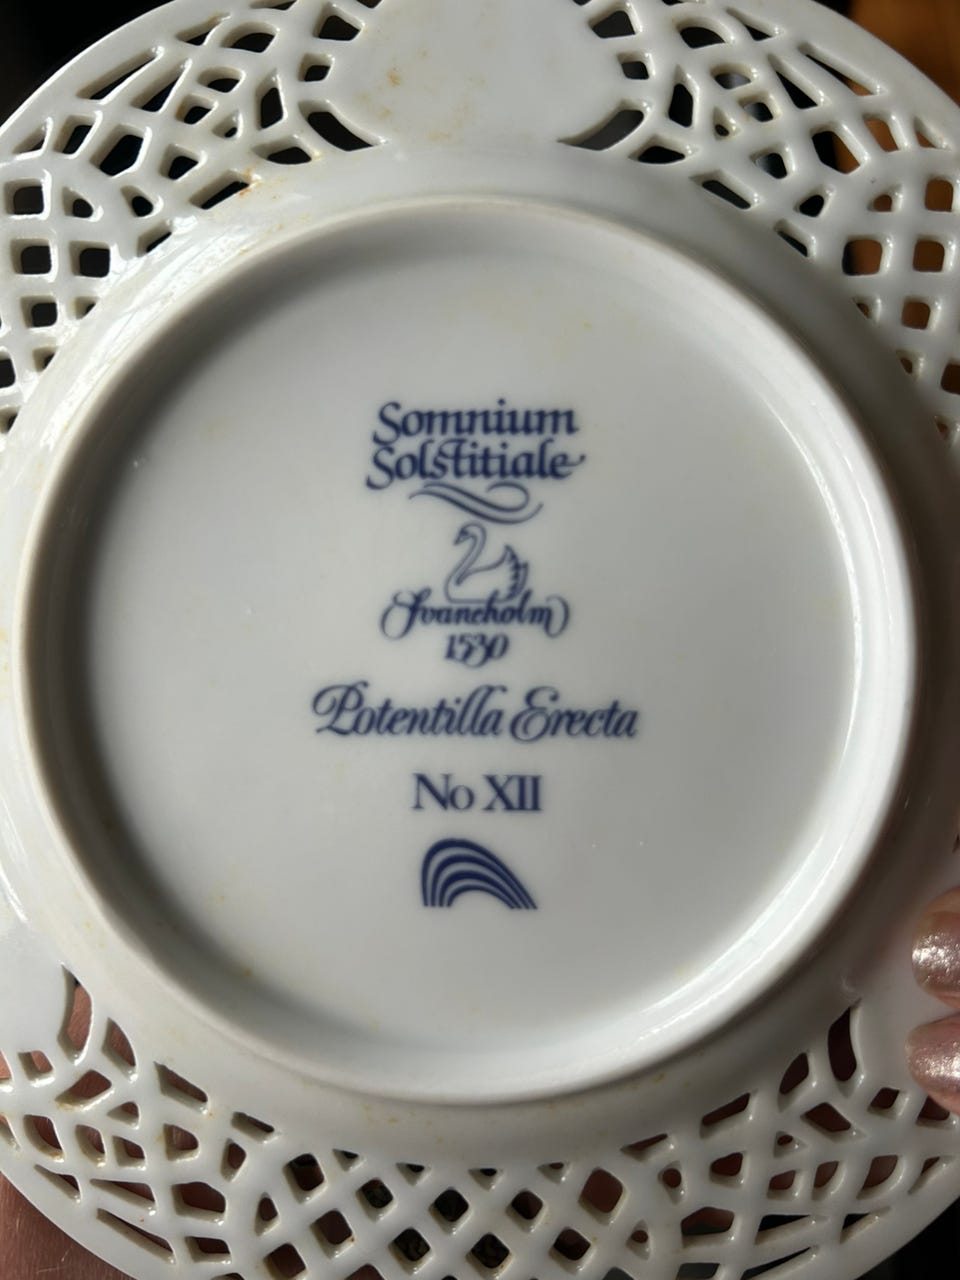 Somnium
Solstitiale
Svaneholm
1530
Potentilla Erecta
No XII